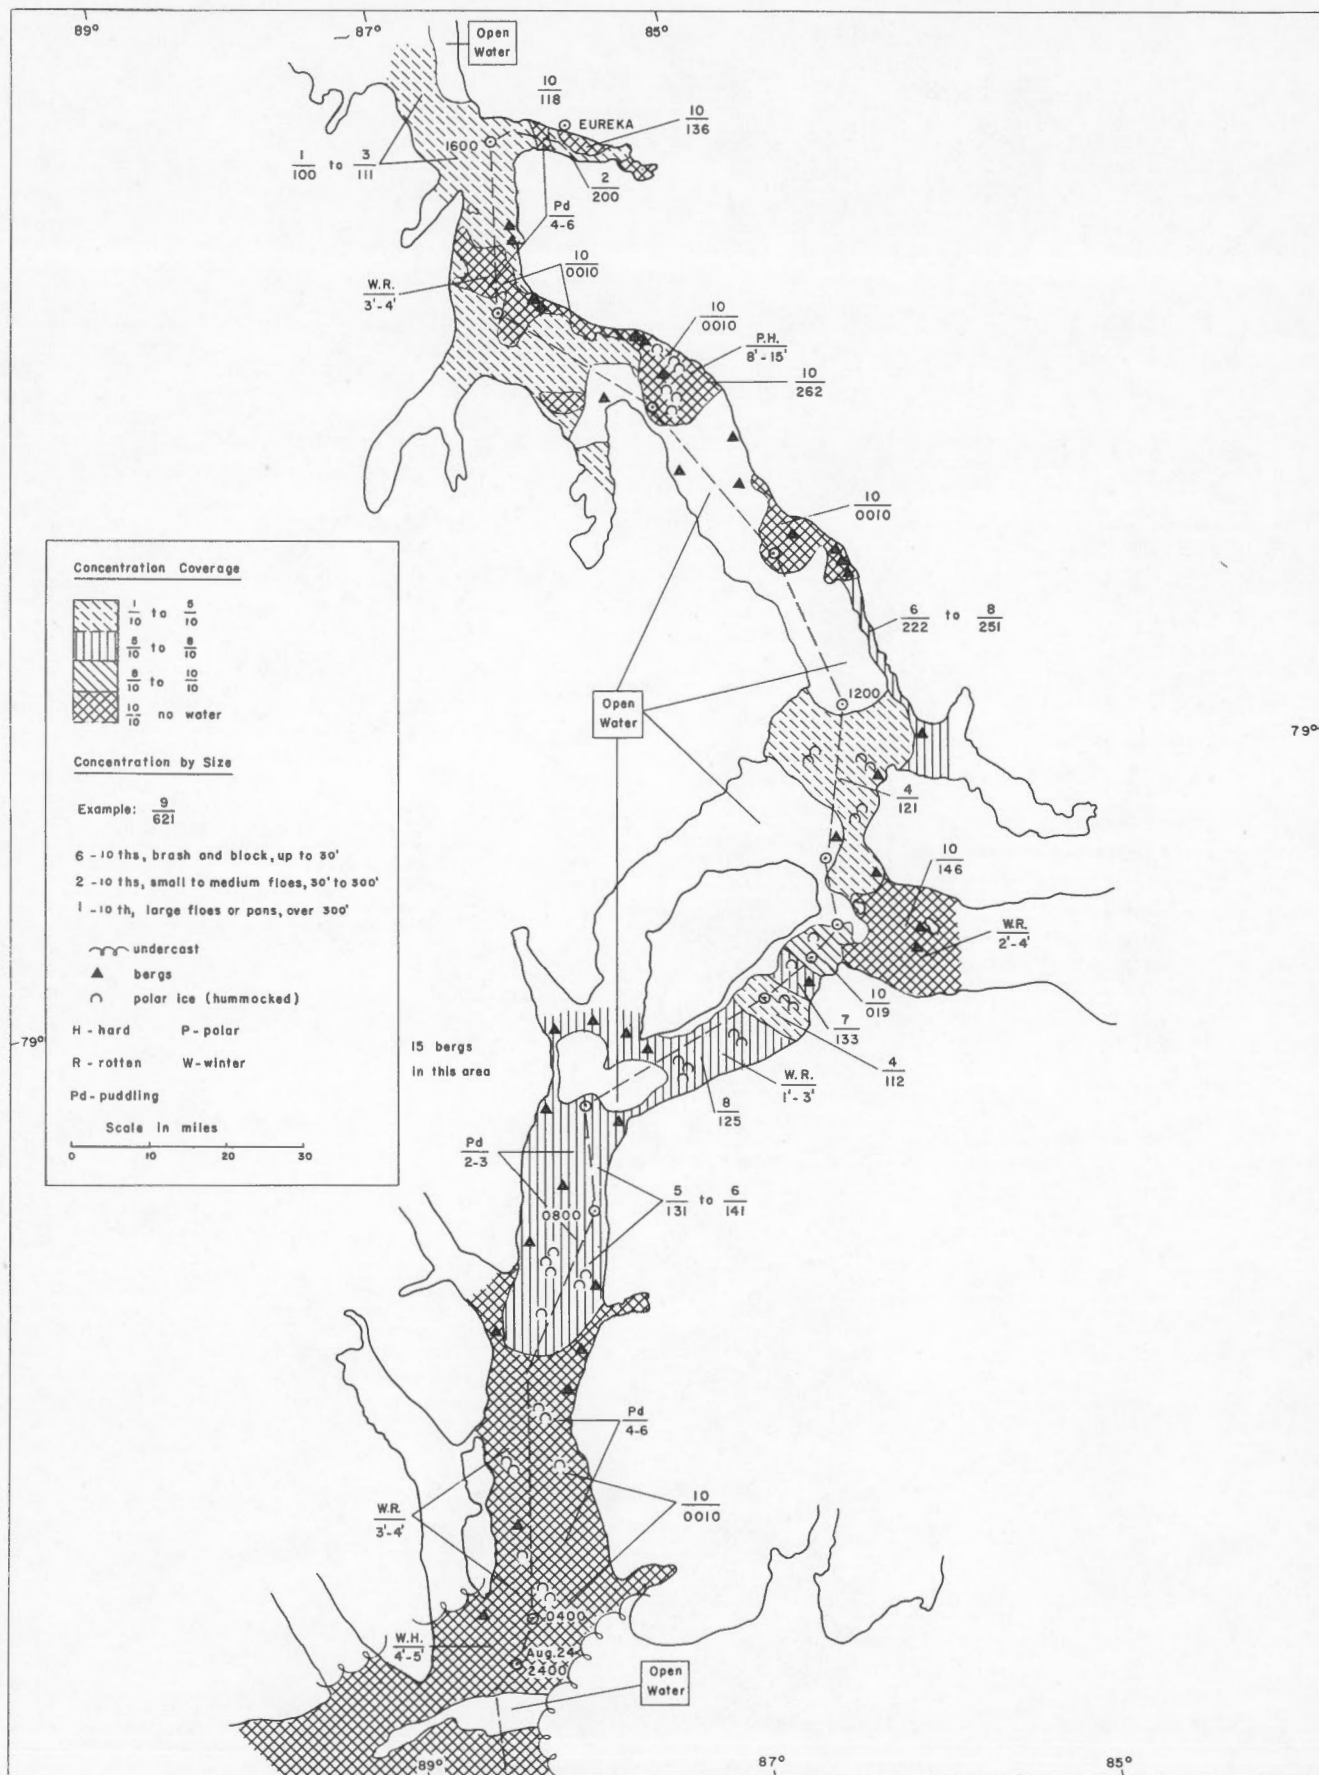 89°
87°
85°
Open
Water
10
118
EUREKA
10
136
1600
1
100
to
3
111
2
200
Pd
4-6
10
0010
W.R.
3'-4'
10
0010
P.H.
8'-15'
10
262
10
0010
6
222
to
8
251
Open
Water
1200
79°
4
121
10
146
W.R.
2'-4'
10
019
7
133
4
112
W.R.
1'-3'
8
125
79°
15 bergs
in this area
Pd
2-3
5
131
to
6
141
0800
Pd
4-6
W.R.
3'-4'
10
0010
0400
W.H.
4'-5'
Aug. 24
2400
Open
Water
89°
87°
85°
Concentration Coverage
1
10
to
5
10
5
10
to
8
10
8
10
to
10
10
10
10
no water
Concentration by Size
Example:
9
621
6 - 10 ths, brash and block, up to 30'
2 - 10 ths, small to medium floes, 30' to 300'
1 - 10 th, large floes or pans, over 300'
undercast
bergs
polar ice (hummocked)
H - hard P - polar
R - rotten W - winter
Pd - puddling
Scale in miles
0 10 20 30